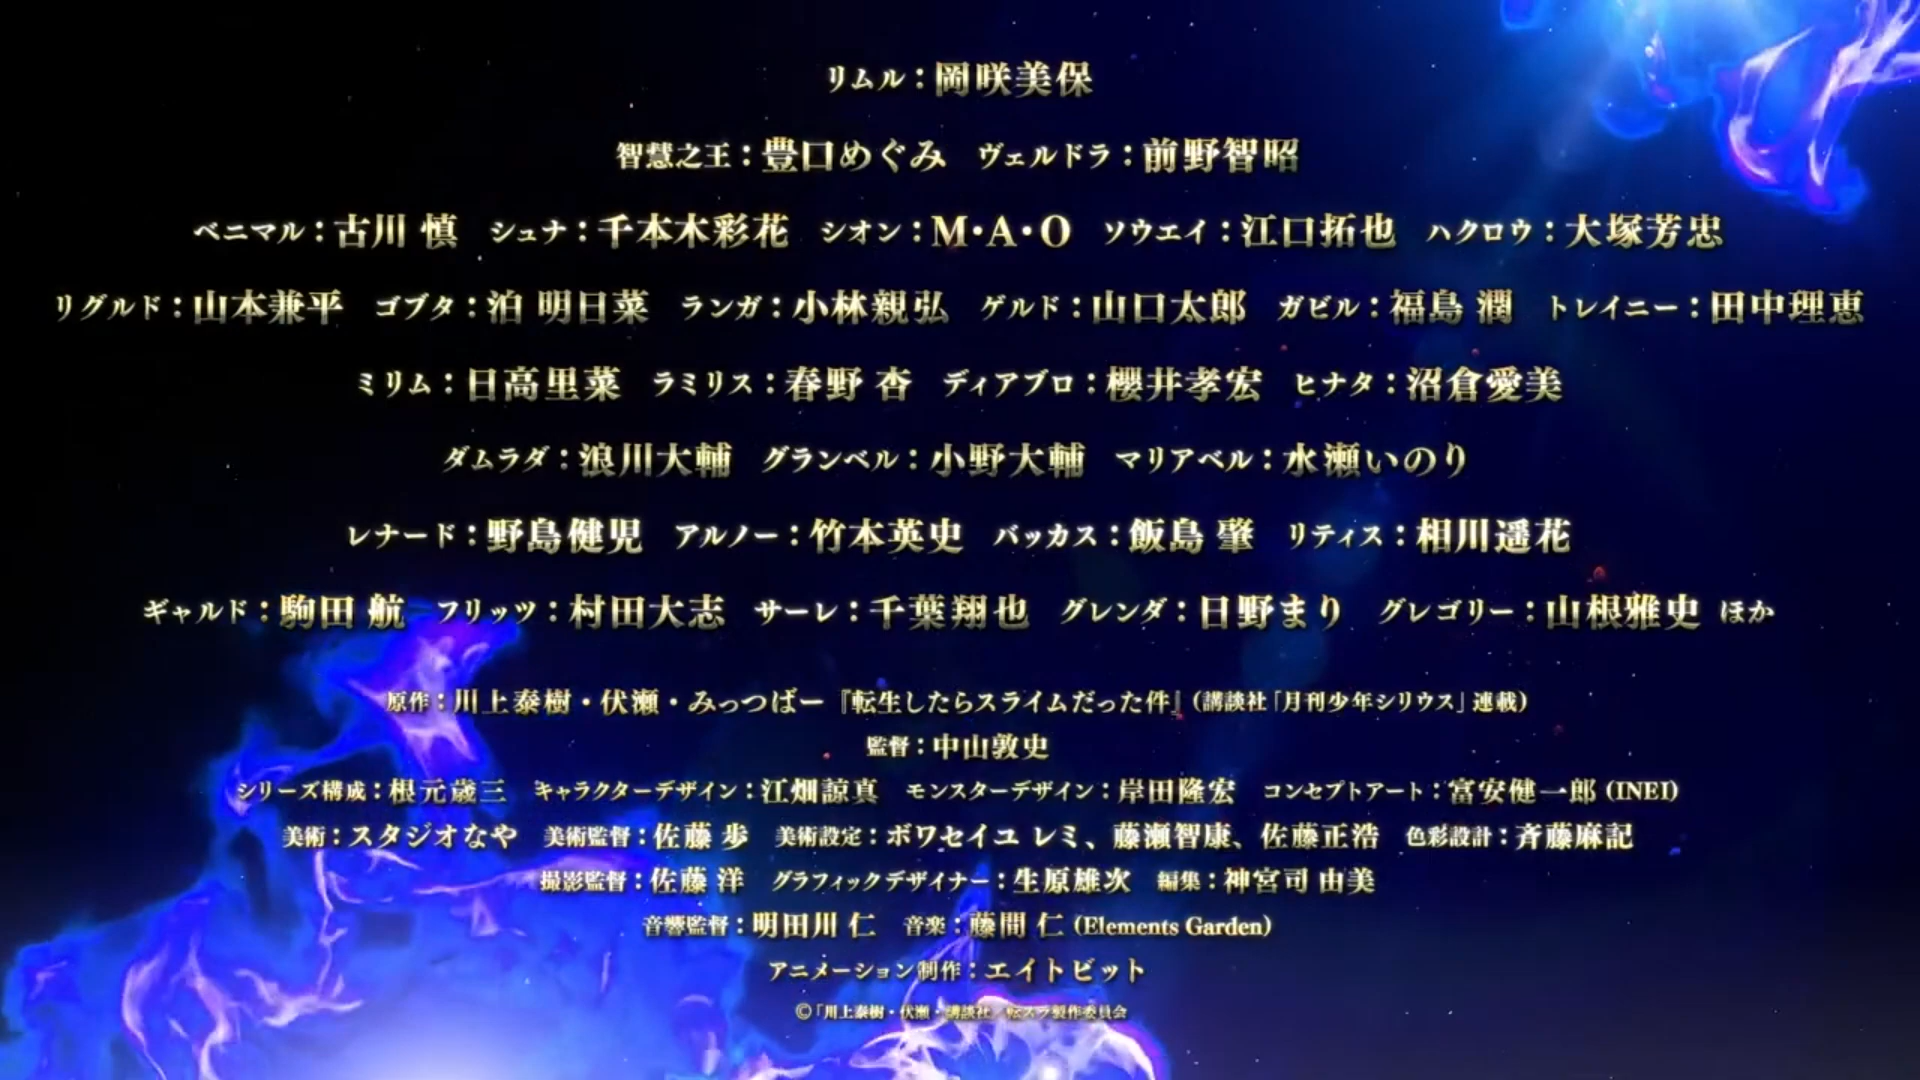 リムル：岡咲美保
智慧之王：豊口めぐみ　ヴェルドラ：前野智昭
ベニマル：古川 慎　シュナ：千本木彩花　シオン：M・A・O　ソウエイ：江口拓也　ハクロウ：大塚芳忠
リグルド：山本兼平　ゴブタ：泊 明日菜　ランガ：小林親弘　ゲルド：山口太郎　ガビル：福島 潤　トレイニー：田中理恵
ミリム：日高里菜　ラミリス：春野 杏　ディアブロ：櫻井孝宏　ヒナタ：沼倉愛美
ダムラダ：浪川大輔　グランベル：小野大輔　マリアベル：水瀬いのり
レナード：野島健児　アルノー：竹本英史　バッカス：飯島 肇　リティス：相川遥花
ギャルド：駒田 航　フリッツ：村田大志　サーレ：千葉翔也　グレンダ：日野まり　グレゴリー：山根雅史 ほか
原作：川上泰樹・伏瀬・みっつばー『転生したらスライムだった件』（講談社「月刊少年シリウス」連載）
監督：中山敦史
シリーズ構成：根元歳三　キャラクターデザイン：江畑諒真　モンスターデザイン：岸田隆宏　コンセプトアート：富安健一郎 (INEI)
美術：スタジオなや　美術監督：佐藤 歩　美術設定：ボワセイユ レミ、藤瀬智康、佐藤正浩　色彩設計：斉藤麻記
撮影監督：佐藤 洋　グラフィックデザイナー：生原雄次　編集：神宮司 由美
音響監督：明田川 仁　音楽：藤間 仁 (Elements Garden)
アニメーション制作：エイトビット
©「川上泰樹・伏瀬・講談社／転スラ製作委員会